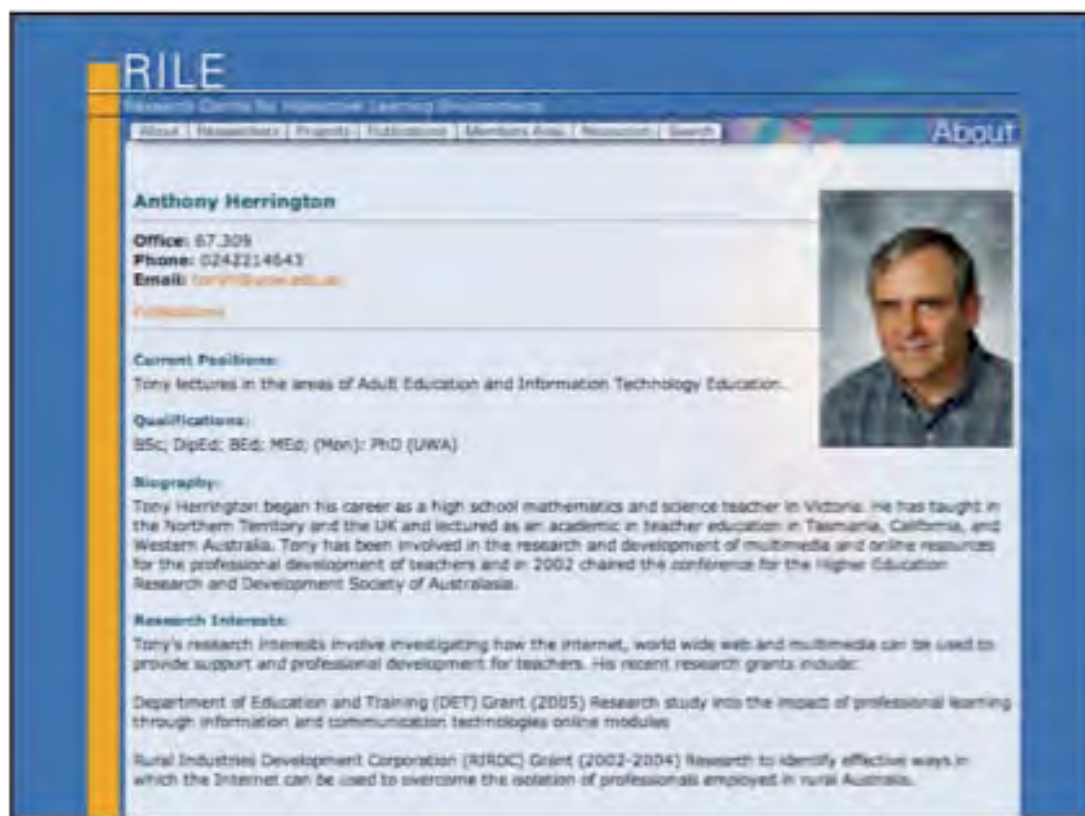 RILE
Research Centre for Interactive Learning Environments
About | Researchers | Projects | Publications | Members Area | Resources | Search
About
Anthony Herrington
Office: 67.309
Phone: 0242214643
Email:
Publications
Current Positions:
Tony lectures in the areas of Adult Education and Information Technology Education.
Qualifications:
BSc; DipEd; BEd; MEd; (Mon); PhD (UWA)
Biography:
Tony Herrington began his career as a high school mathematics and science teacher in Victoria. He has taught in
the Northern Territory and the UK and lectured as an academic in teacher education in Tasmania, California, and
Western Australia. Tony has been involved in the research and development of multimedia and online resources
for the professional development of teachers and in 2002 chaired the conference for the Higher Education
Research and Development Society of Australasia.
Research Interests:
Tony's research interests involve investigating how the internet, world wide web and multimedia can be used to
provide support and professional development for teachers. His recent research grants include:
Department of Education and Training (DET) Grant (2005) Research study into the impact of professional learning
through information and communication technologies online modules
Rural Industries Development Corporation (RIRDC) Grant (2002-2004) Research to identify effective ways in
which the Internet can be used to overcome the isolation of professionals employed in rural Australia.